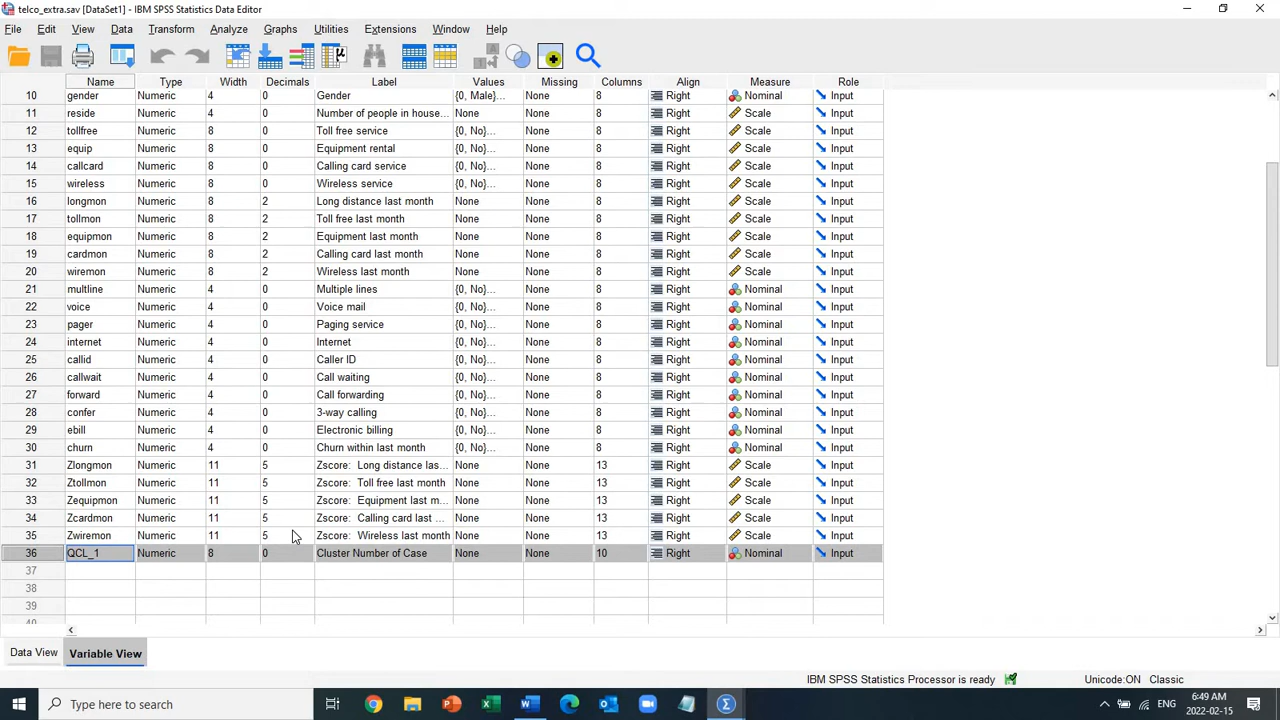 telco_extra.sav [DataSet1] - IBM SPSS Statistics Data Editor
File Edit View Data Transform Analyze Graphs Utilities Extensions Window Help
Name Type Width Decimals Label Values Missing Columns Align Measure Role
10 gender Numeric 4 0 Gender {0, Male}... None 8 Right Nominal Input
11 reside Numeric 4 0 Number of people in house... None None 8 Right Scale Input
12 tollfree Numeric 8 0 Toll free service {0, No}... None 8 Right Scale Input
13 equip Numeric 8 0 Equipment rental {0, No}... None 8 Right Scale Input
14 callcard Numeric 8 0 Calling card service {0, No}... None 8 Right Scale Input
15 wireless Numeric 8 0 Wireless service {0, No}... None 8 Right Scale Input
16 longmon Numeric 8 2 Long distance last month None None 8 Right Scale Input
17 tollmon Numeric 8 2 Toll free last month None None 8 Right Scale Input
18 equipmon Numeric 8 2 Equipment last month None None 8 Right Scale Input
19 cardmon Numeric 8 2 Calling card last month None None 8 Right Scale Input
20 wiremon Numeric 8 2 Wireless last month None None 8 Right Scale Input
21 multline Numeric 4 0 Multiple lines {0, No}... None 8 Right Nominal Input
22 voice Numeric 4 0 Voice mail {0, No}... None 8 Right Nominal Input
23 pager Numeric 4 0 Paging service {0, No}... None 8 Right Nominal Input
24 internet Numeric 4 0 Internet {0, No}... None 8 Right Nominal Input
25 callid Numeric 4 0 Caller ID {0, No}... None 8 Right Nominal Input
26 callwait Numeric 4 0 Call waiting {0, No}... None 8 Right Nominal Input
27 forward Numeric 4 0 Call forwarding {0, No}... None 8 Right Nominal Input
28 confer Numeric 4 0 3-way calling {0, No}... None 8 Right Nominal Input
29 ebill Numeric 4 0 Electronic billing {0, No}... None 8 Right Nominal Input
30 churn Numeric 4 0 Churn within last month {0, No}... None 8 Right Nominal Input
31 Zlongmon Numeric 11 5 Zscore: Long distance las... None None 13 Right Scale Input
32 Ztollmon Numeric 11 5 Zscore: Toll free last month None None 13 Right Scale Input
33 Zequipmon Numeric 11 5 Zscore: Equipment last m... None None 13 Right Scale Input
34 Zcardmon Numeric 11 5 Zscore: Calling card last ... None None 13 Right Scale Input
35 Zwiremon Numeric 11 5 Zscore: Wireless last month None None 13 Right Scale Input
36 QCL_1 Numeric 8 0 Cluster Number of Case None None 10 Right Nominal Input
37
38
39
Data View Variable View
IBM SPSS Statistics Processor is ready Unicode:ON Classic
Type here to search ENG 6:49 AM
2022-02-15